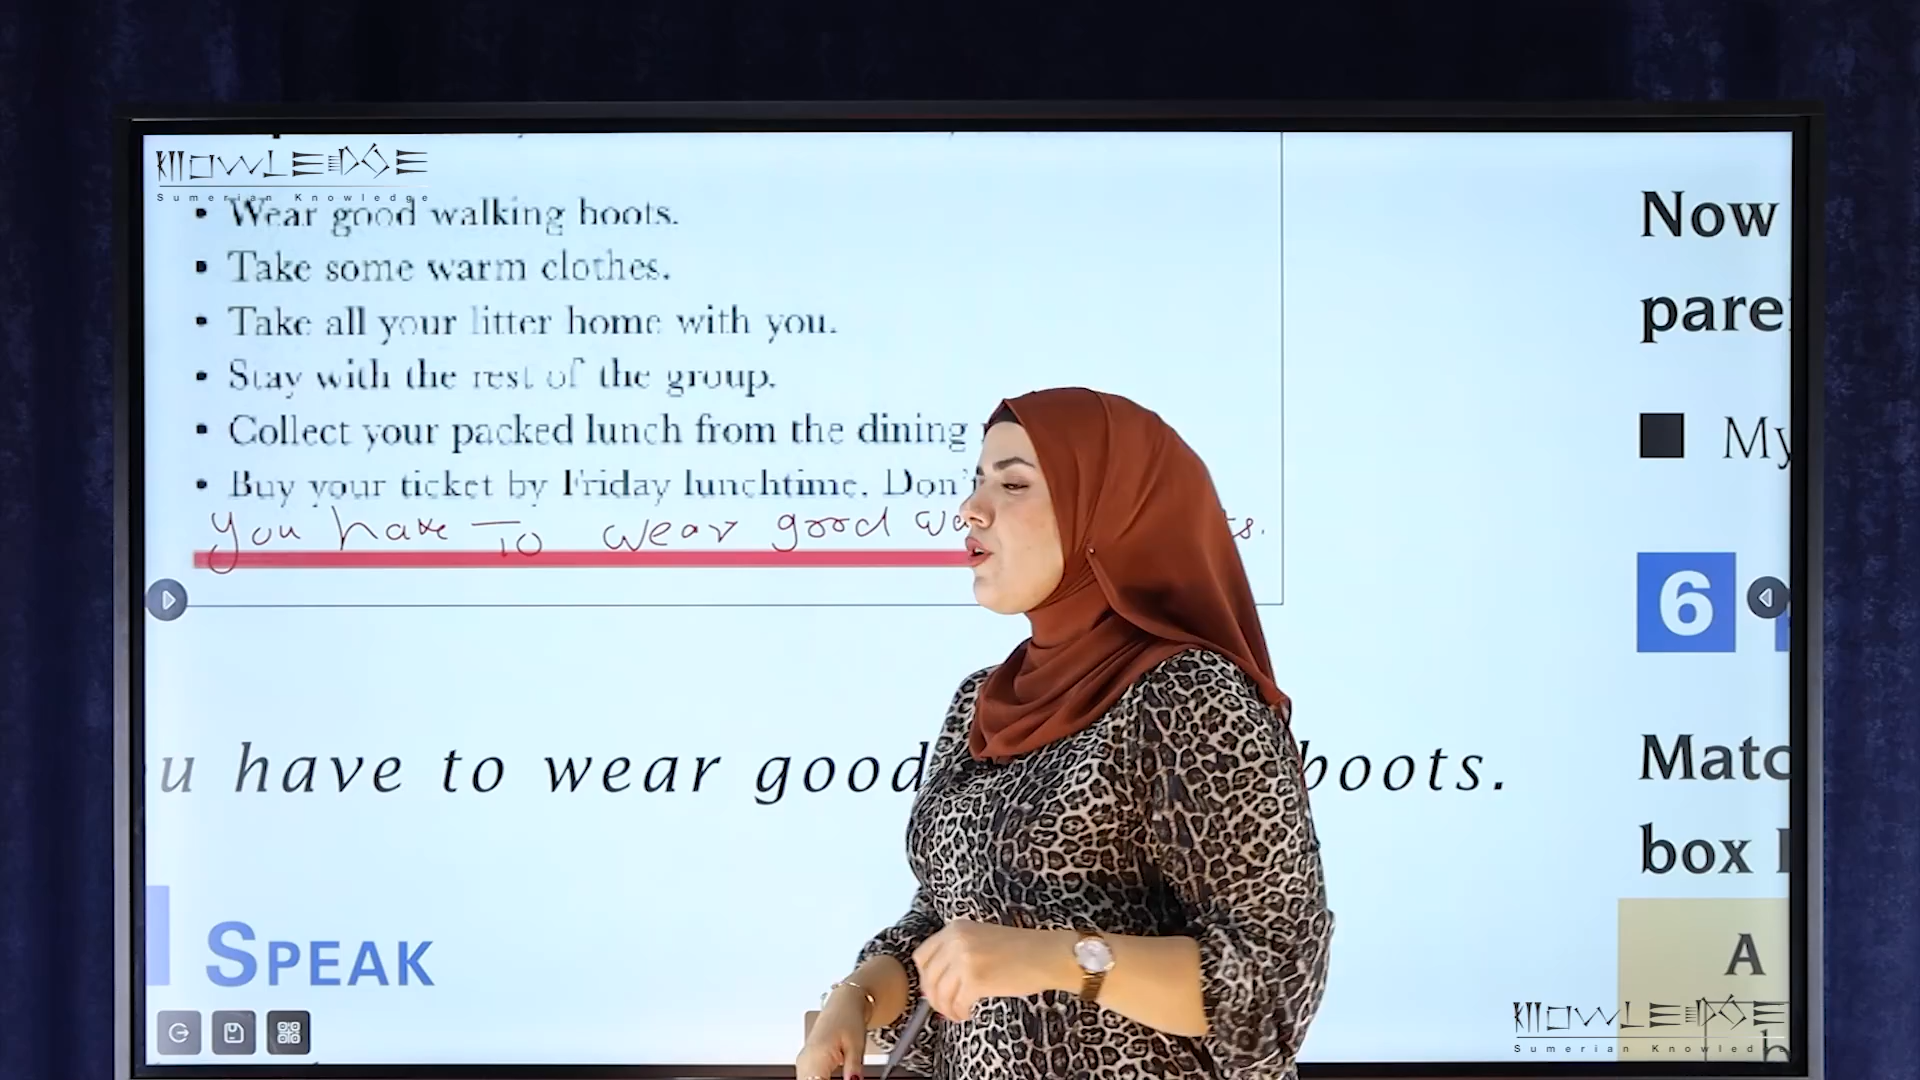 KNOWLEDGE
Sumerian Knowledge
• Wear good walking boots.
• Take some warm clothes.
• Take all your litter home with you.
• Stay with the rest of the group.
• Collect your packed lunch from the dining
• Buy your ticket by Friday lunchtime. Don't
you have to wear good
u have to wear good boots.
SPEAK
Now
■ My
6
Matc
box
A
KNOWLEDGE
Sumerian Knowled